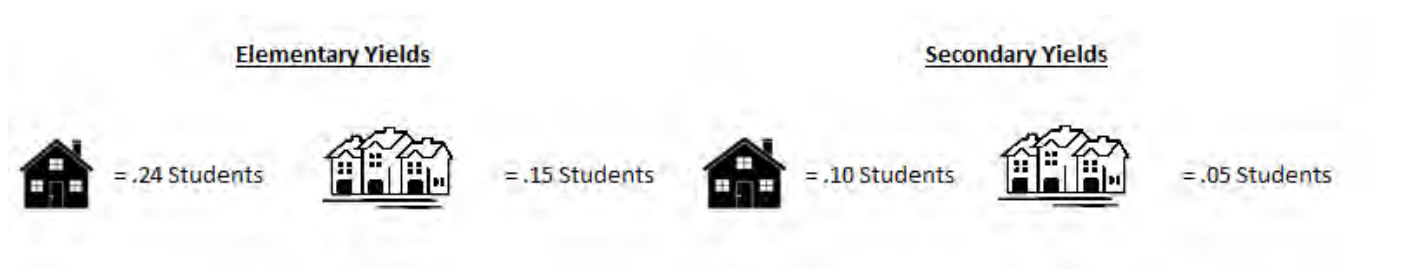 Elementary Yields
Secondary Yields
= .24 Students
= .15 Students
= .10 Students
= .05 Students